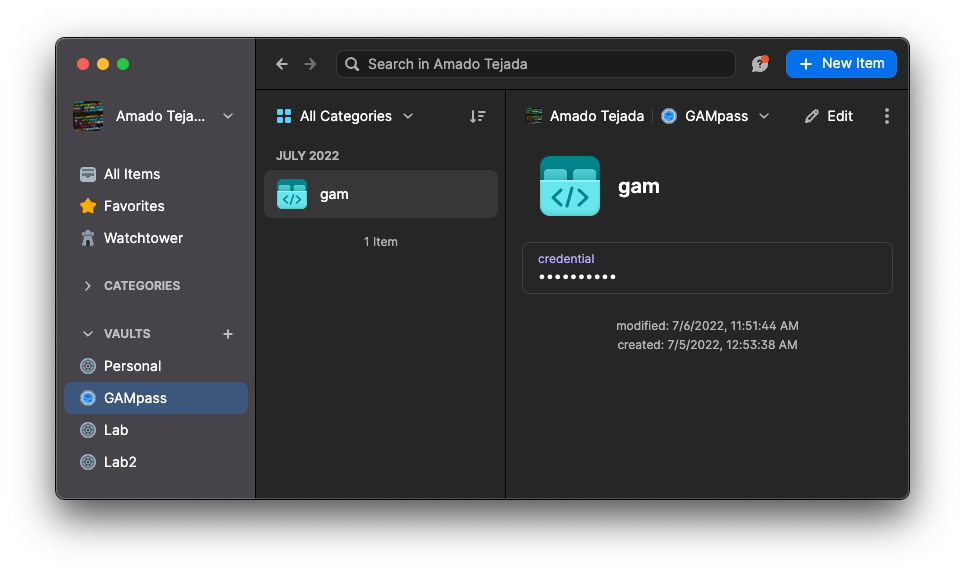 Search in Amado Tejada
? 
+ New Item
Amado Teja...
All Items
Favorites
Watchtower
CATEGORIES
VAULTS +
Personal
GAMpass
Lab
Lab2
All Categories
JULY 2022
</> gam
1 Item
Amado Tejada
GAMpass
Edit
</> gam
credential
••••••••••
modified: 7/6/2022, 11:51:44 AM
created: 7/5/2022, 12:53:38 AM